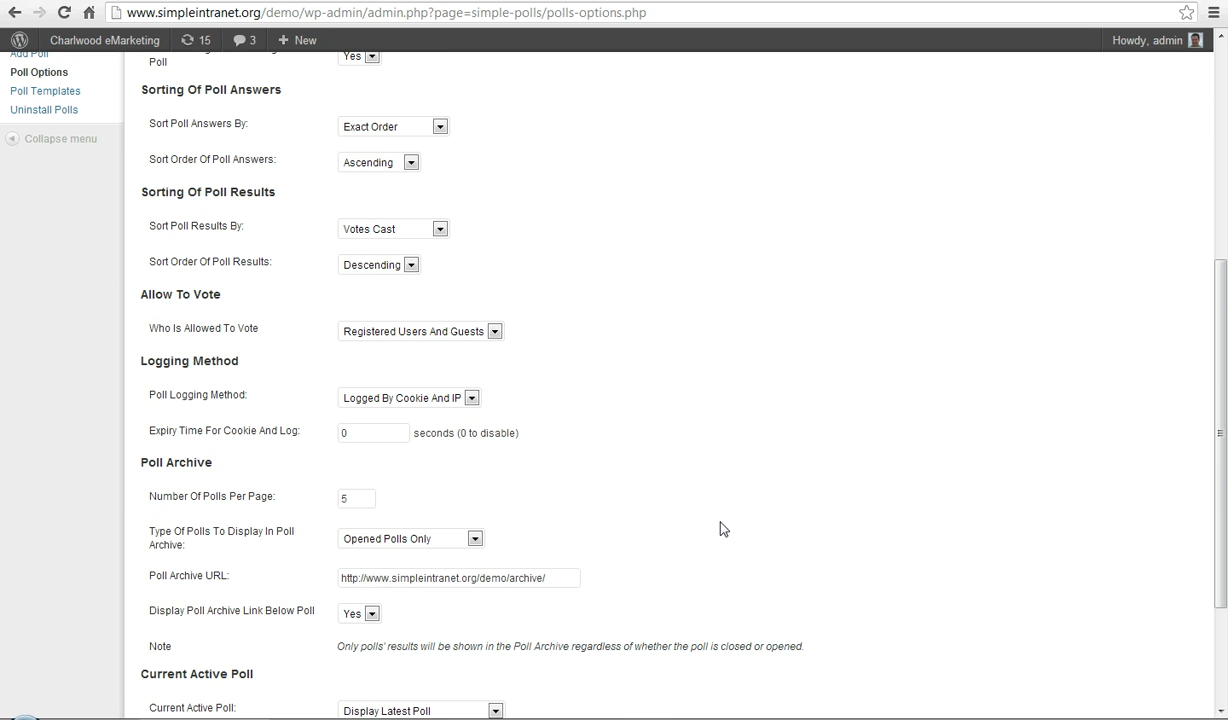 www.simpleintranet.org/demo/wp-admin/admin.php?page=simple-polls/polls-options.php
Charlwood eMarketing 15 3 + New Howdy, admin
Add Poll
Poll Options
Poll Templates
Uninstall Polls
Collapse menu
Poll Yes
Sorting Of Poll Answers
Sort Poll Answers By: Exact Order
Sort Order Of Poll Answers: Ascending
Sorting Of Poll Results
Sort Poll Results By: Votes Cast
Sort Order Of Poll Results: Descending
Allow To Vote
Who Is Allowed To Vote Registered Users And Guests
Logging Method
Poll Logging Method: Logged By Cookie And IP
Expiry Time For Cookie And Log: 0 seconds (0 to disable)
Poll Archive
Number Of Polls Per Page: 5
Type Of Polls To Display In Poll
Archive: Opened Polls Only
Poll Archive URL: http://www.simpleintranet.org/demo/archive/
Display Poll Archive Link Below Poll Yes
Note Only polls' results will be shown in the Poll Archive regardless of whether the poll is closed or opened.
Current Active Poll
Current Active Poll: Display Latest Poll